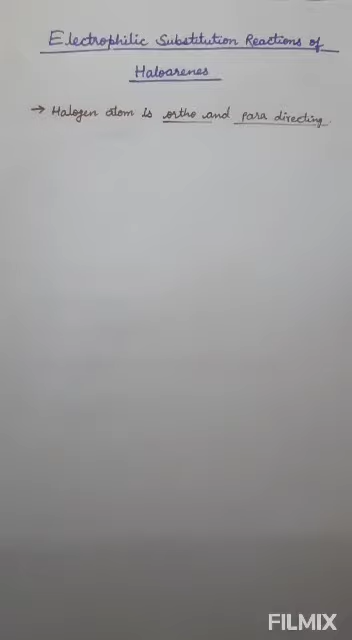 Electrophilic Substitution Reactions of
Haloarenes
→ Halogen atom is ortho and para directing.
FILMIX